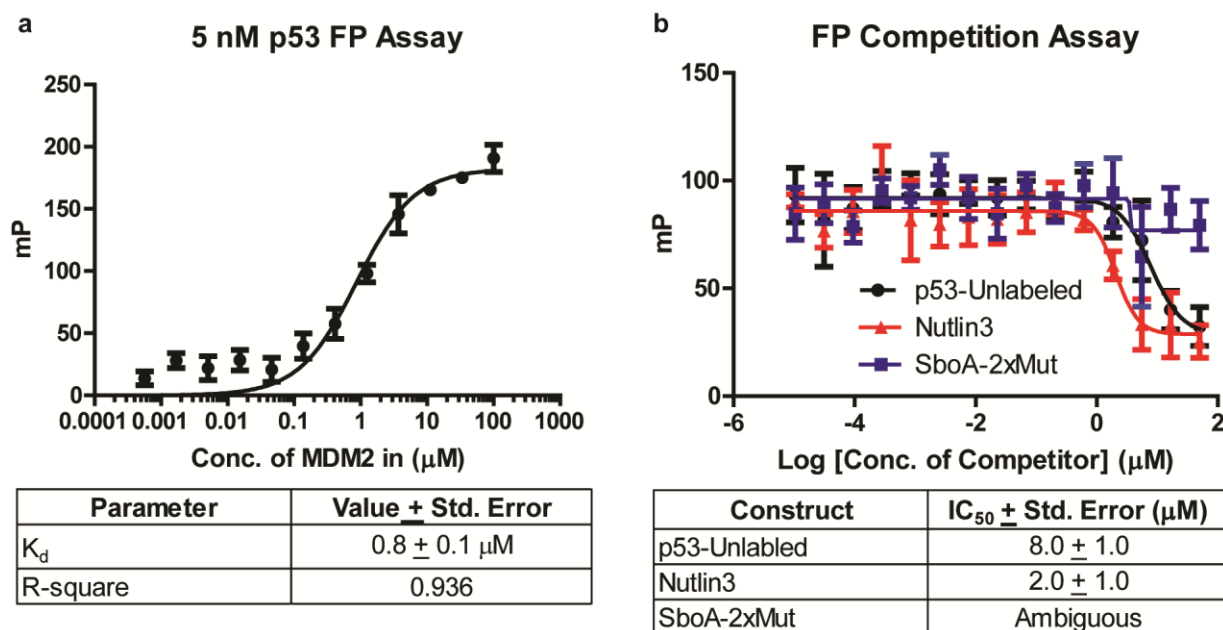 a
5 nM p53 FP Assay
250
200
150
100
50
0
mP
0.0001 0.001 0.01 0.1 1 10 100 1000
Conc. of MDM2 in (μM)
Parameter Value ± Std. Error
Kd 0.8 ± 0.1 μM
R-square 0.936
b
FP Competition Assay
150
100
50
0
mP
p53-Unlabeled
Nutlin3
SboA-2xMut
-6 -4 -2 0 2
Log [Conc. of Competitor] (μM)
Construct IC50 ± Std. Error (μM)
p53-Unlabled 8.0 ± 1.0
Nutlin3 2.0 ± 1.0
SboA-2xMut Ambiguous